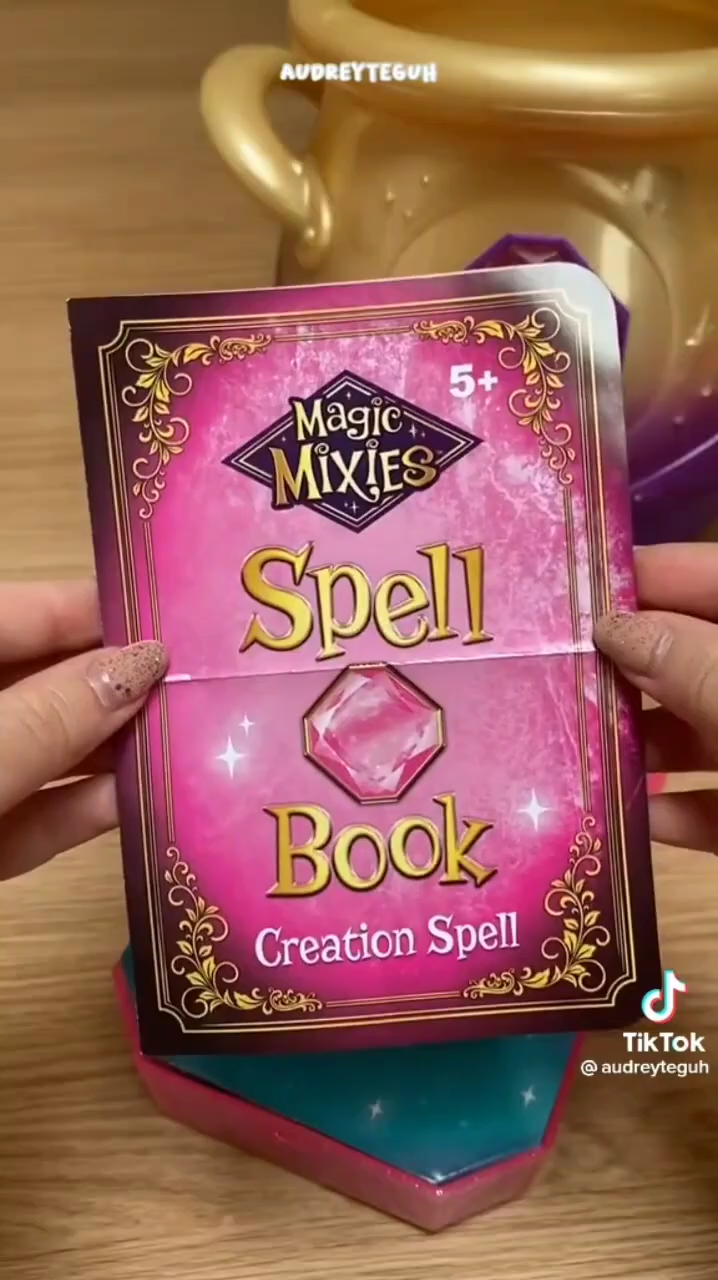 AUDREYTEGUH
5+
Magic
MIXIES
Spell
Book
Creation Spell
TikTok
@audreyteguh